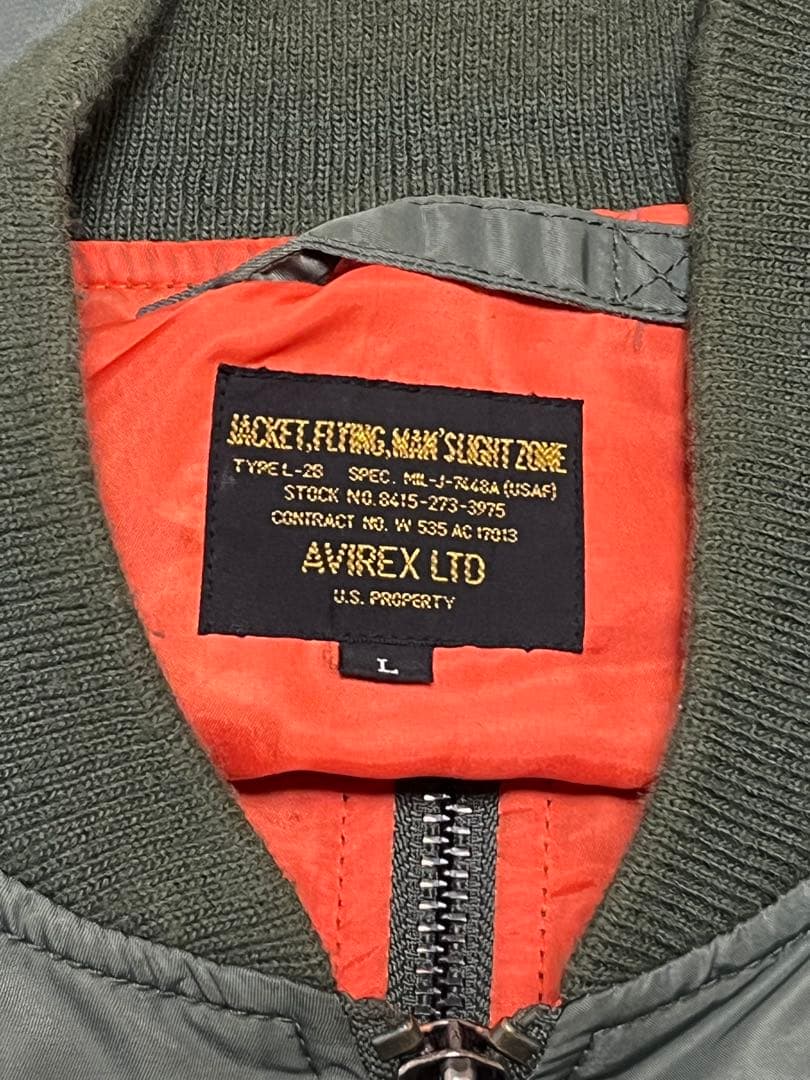 JACKET, FLYING, MAN'S LIGHT ZONE
TYPE L-2B SPEC. MIL-J-7448A (USAF)
STOCK NO. 8415-273-3975
CONTRACT NO. W 535 AC 17013
AVIREX LTD
U.S. PROPERTY
L